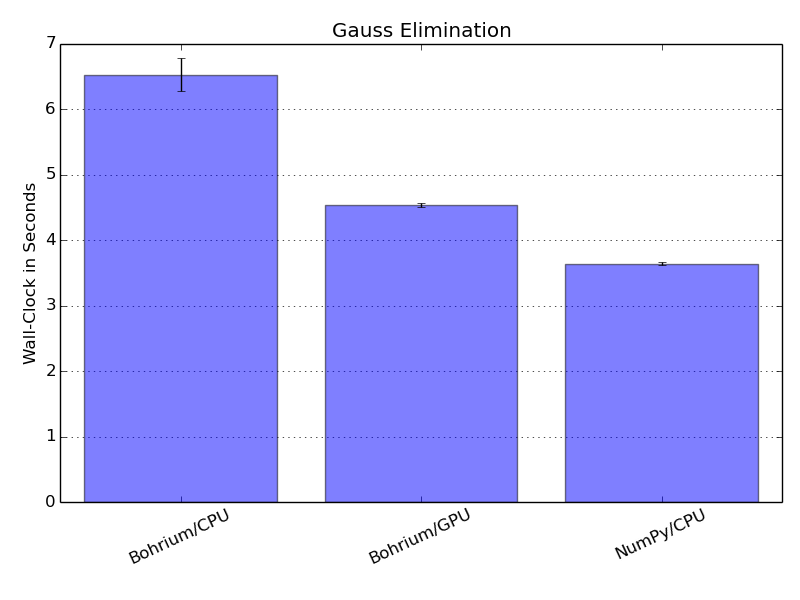 Gauss Elimination
Wall-Clock in Seconds
7
6
5
4
3
2
1
0
Bohrium/CPU
Bohrium/GPU
NumPy/CPU